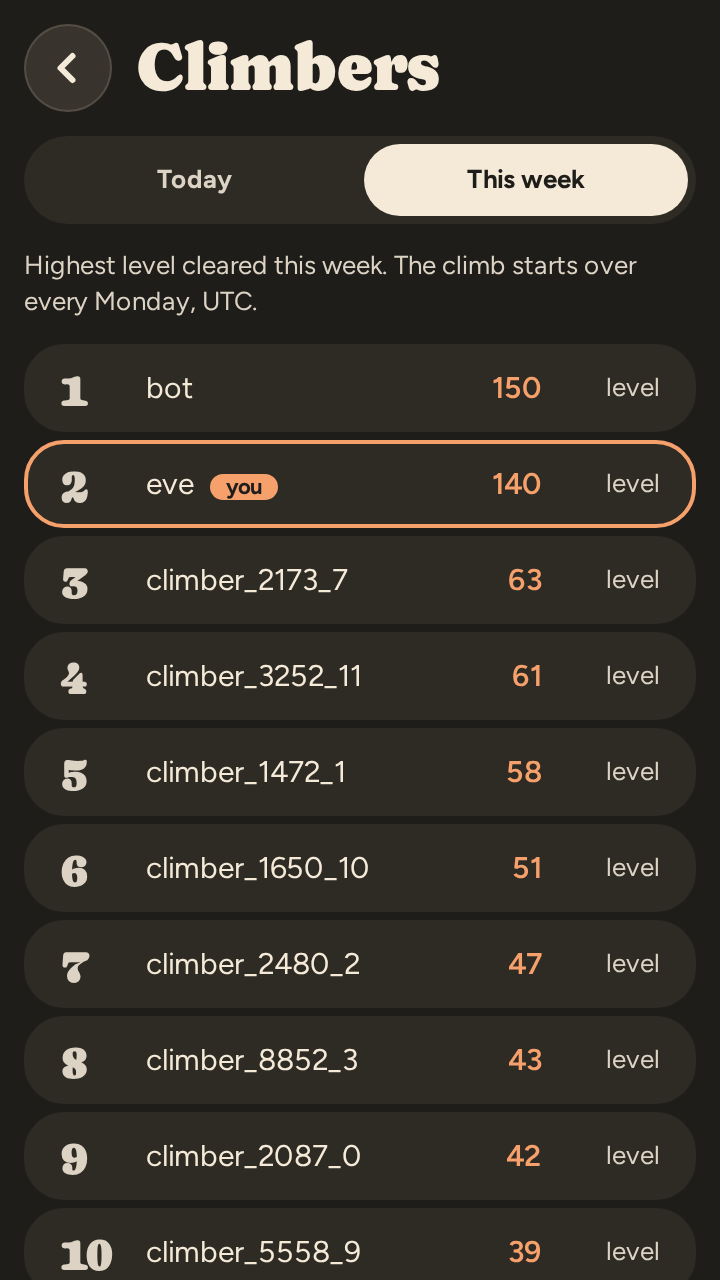 Climbers
Today This week
Highest level cleared this week. The climb starts over
every Monday, UTC.
1 bot 150 level
2 eve you 140 level
3 climber_2173_7 63 level
4 climber_3252_11 61 level
5 climber_1472_1 58 level
6 climber_1650_10 51 level
7 climber_2480_2 47 level
8 climber_8852_3 43 level
9 climber_2087_0 42 level
10 climber_5558_9 39 level